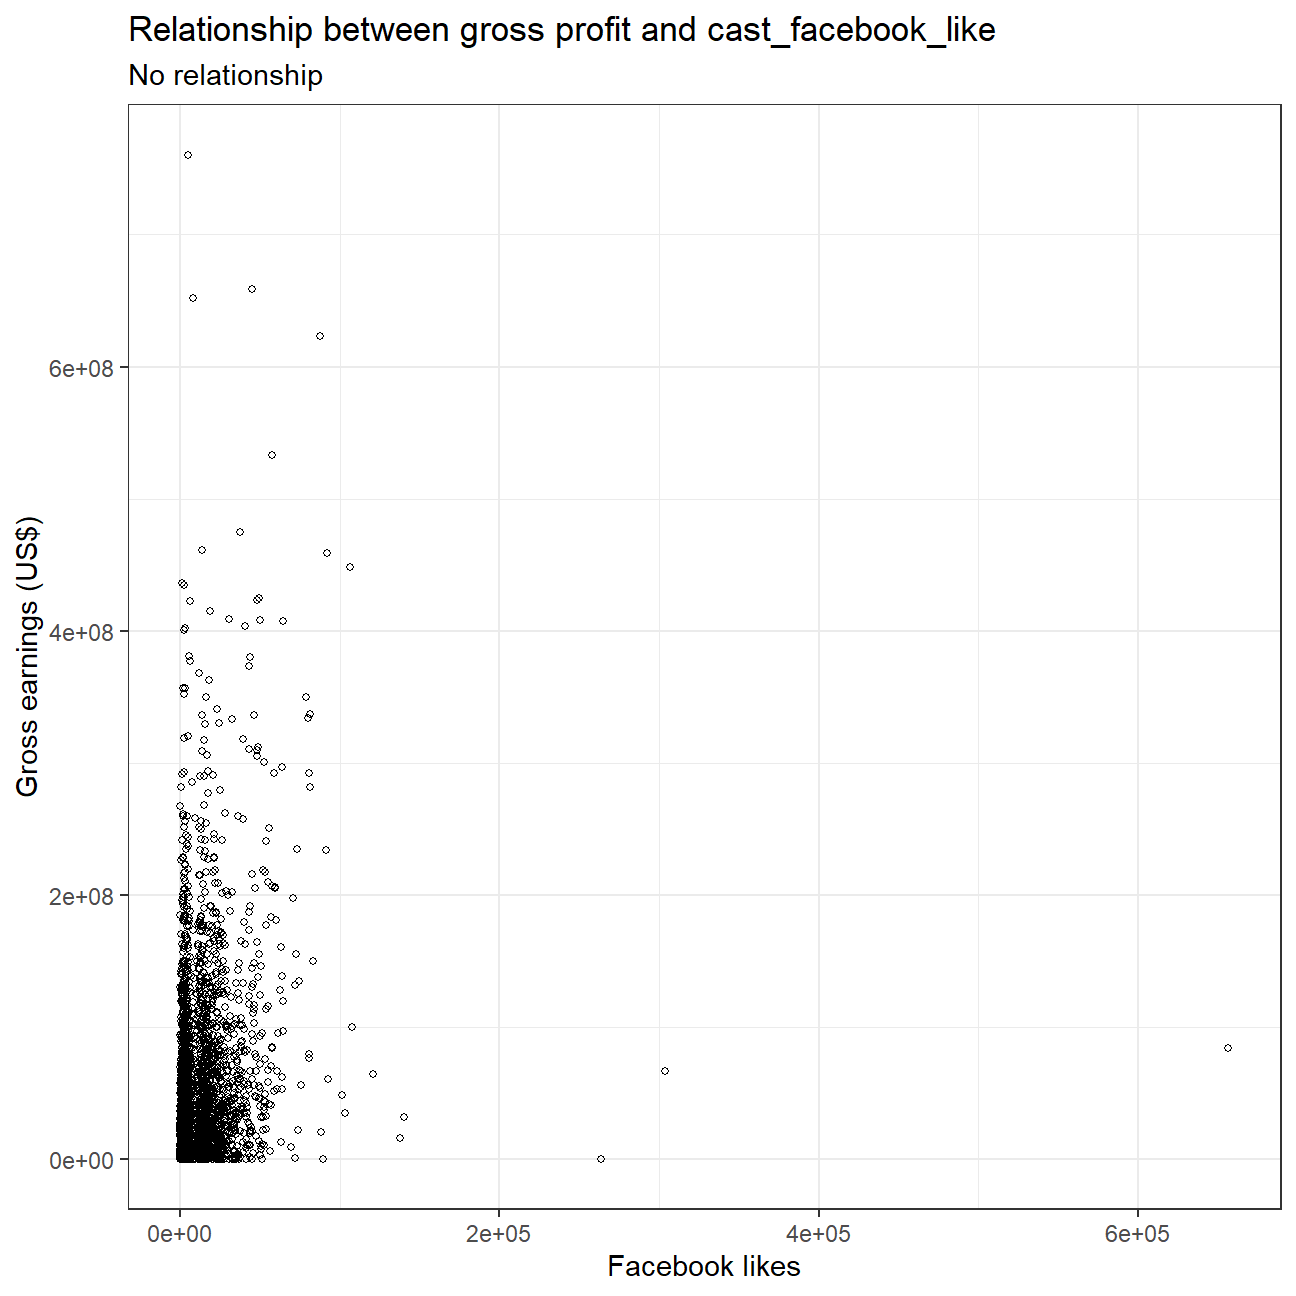 Relationship between gross profit and cast_facebook_like
No relationship
Gross earnings (US$)
6e+08
4e+08
2e+08
0e+00
0e+00 2e+05 4e+05 6e+05
Facebook likes